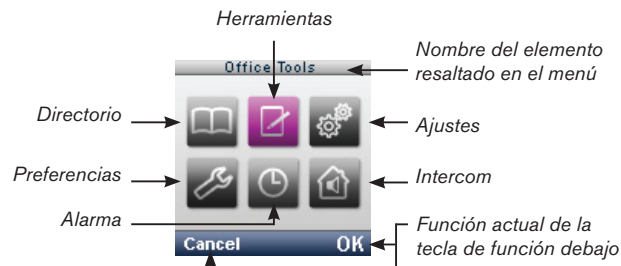 Herramientas
Office Tools
Nombre del elemento
resaltado en el menú
Directorio
Ajustes
Preferencias
Intercom
Alarma
Función actual de la
tecla de función debajo
Cancel
OK